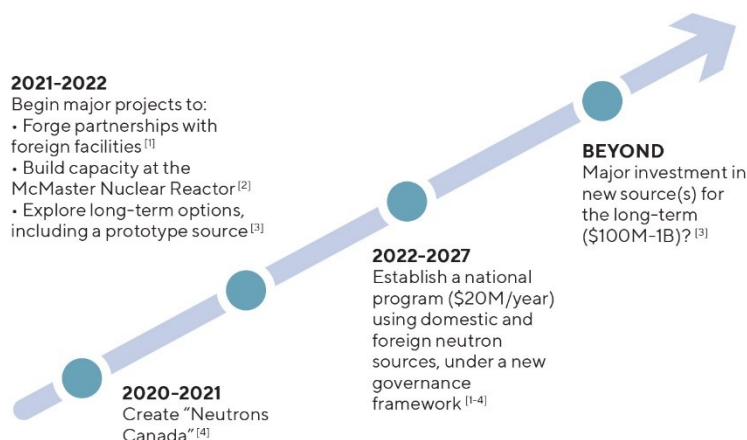 2021-2022
Begin major projects to:
• Forge partnerships with
foreign facilities [1]
• Build capacity at the
McMaster Nuclear Reactor [2]
• Explore long-term options,
including a prototype source [3]
BEYOND
Major investment in
new source(s) for
the long-term
($100M-1B)? [3]
2022-2027
Establish a national
program ($20M/year)
using domestic and
foreign neutron
sources, under a new
governance
framework [1-4]
2020-2021
Create “Neutrons
Canada” [4]